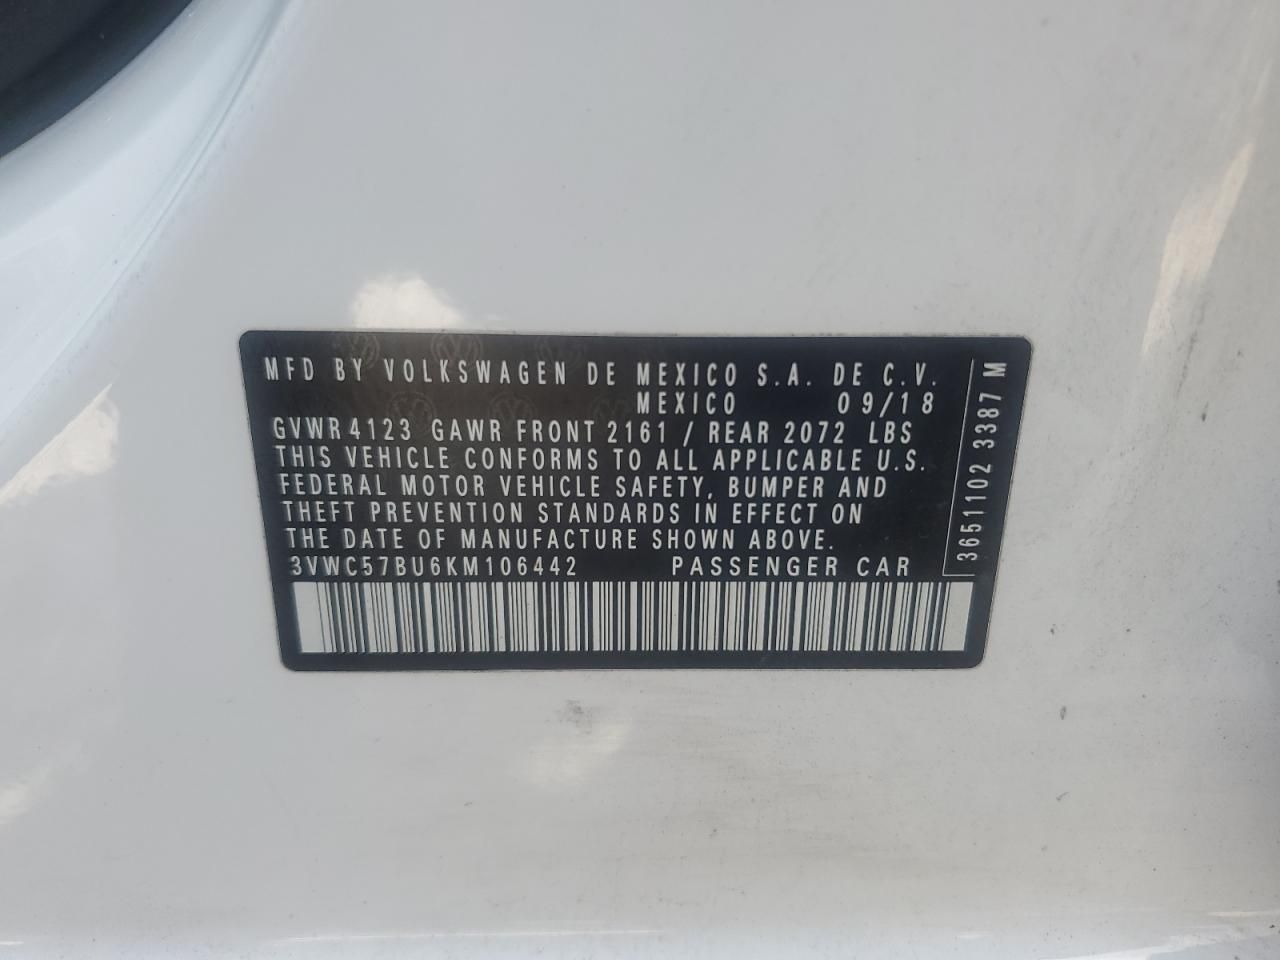 MFD BY VOLKSWAGEN DE MEXICO S.A. DE C.V.
MEXICO 09/18
GVWR 4123 GAWR FRONT 2161 / REAR 2072 LBS
THIS VEHICLE CONFORMS TO ALL APPLICABLE U.S.
FEDERAL MOTOR VEHICLE SAFETY, BUMPER AND
THEFT PREVENTION STANDARDS IN EFFECT ON
THE DATE OF MANUFACTURE SHOWN ABOVE.
3VWC57BU6KM106442 PASSENGER CAR
3651102 3387 M